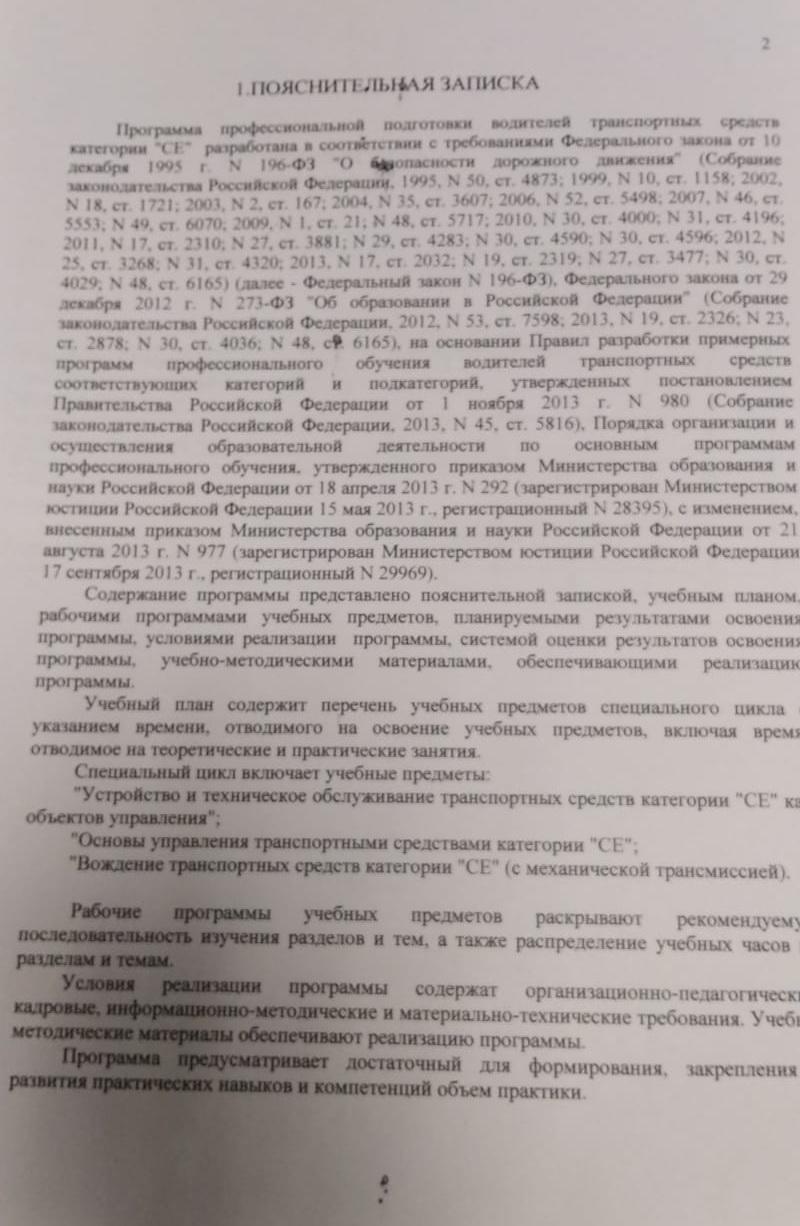 2
1.ПОЯСНИТЕЛЬНАЯ ЗАПИСКА
Программа профессиональной подготовки водителей транспортных средств
категории "CE" разработана в соответствии с требованиями Федерального закона от 10
декабря 1995 г. N 196-ФЗ "О безопасности дорожного движения" (Собрание
законодательства Российской Федерации, 1995, N 50, ст. 4873; 1999, N 10, ст. 1158; 2002,
N 18, ст. 1721; 2003, N 2, ст. 167; 2004, N 35, ст. 3607; 2006, N 52, ст. 5498; 2007, N 46, ст.
5553; N 49, ст. 6070; 2009, N 1, ст. 21; N 48, ст. 5717; 2010, N 30, ст. 4000; N 31, ст. 4196;
2011, N 17, ст. 2310; N 27, ст. 3881; N 29, ст. 4283; N 30, ст. 4590; N 30, ст. 4596; 2012, N
25, ст. 3268; N 31, ст. 4320; 2013, N 17, ст. 2032; N 19, ст. 2319; N 27, ст. 3477; N 30, ст.
4029; N 48, ст. 6165) (далее - Федеральный закон N 196-ФЗ), Федерального закона от 29
декабря 2012 г. N 273-ФЗ "Об образовании в Российской Федерации" (Собрание
законодательства Российской Федерации, 2012, N 53, ст. 7598; 2013, N 19, ст. 2326; N 23,
ст. 2878; N 30, ст. 4036; N 48, ст. 6165), на основании Правил разработки примерных
программ профессионального обучения водителей транспортных средств
соответствующих категорий и подкатегорий, утвержденных постановлением
Правительства Российской Федерации от 1 ноября 2013 г. N 980 (Собрание
законодательства Российской Федерации, 2013, N 45, ст. 5816), Порядка организации и
осуществления образовательной деятельности по основным программам
профессионального обучения, утвержденного приказом Министерства образования и
науки Российской Федерации от 18 апреля 2013 г. N 292 (зарегистрирован Министерством
юстиции Российской Федерации 15 мая 2013 г., регистрационный N 28395), с изменением,
внесенным приказом Министерства образования и науки Российской Федерации от 21
августа 2013 г. N 977 (зарегистрирован Министерством юстиции Российской Федерации
17 сентября 2013 г., регистрационный N 29969).
Содержание программы представлено пояснительной запиской, учебным планом,
рабочими программами учебных предметов, планируемыми результатами освоения
программы, условиями реализации программы, системой оценки результатов освоения
программы, учебно-методическими материалами, обеспечивающими реализацию
программы.
Учебный план содержит перечень учебных предметов специального цикла
указанием времени, отводимого на освоение учебных предметов, включая время
отводимое на теоретические и практические занятия.
Специальный цикл включает учебные предметы:
"Устройство и техническое обслуживание транспортных средств категории "CE" ка
объектов управления";
"Основы управления транспортными средствами категории "CE";
"Вождение транспортных средств категории "CE" (с механической трансмиссией).
Рабочие программы учебных предметов раскрывают рекомендуему
последовательность изучения разделов и тем, а также распределение учебных часов
разделам и темам.
Условия реализации программы содержат организационно-педагогически
кадровые, информационно-методические и материально-технические требования. Учебн
методические материалы обеспечивают реализацию программы.
Программа предусматривает достаточный для формирования, закрепления
развития практических навыков и компетенций объем практики.